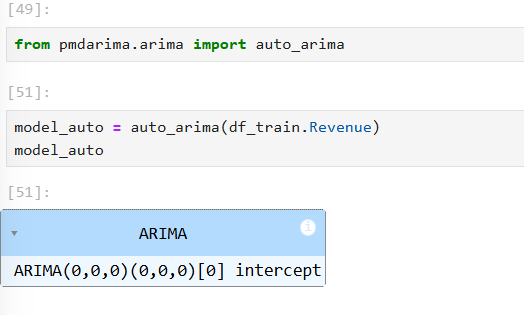 [49]:
from pmdarima.arima import auto_arima
[51]:
model_auto = auto_arima(df_train.Revenue)
model_auto
[51]:
▾ ARIMA i
ARIMA(0,0,0)(0,0,0)[0] intercept